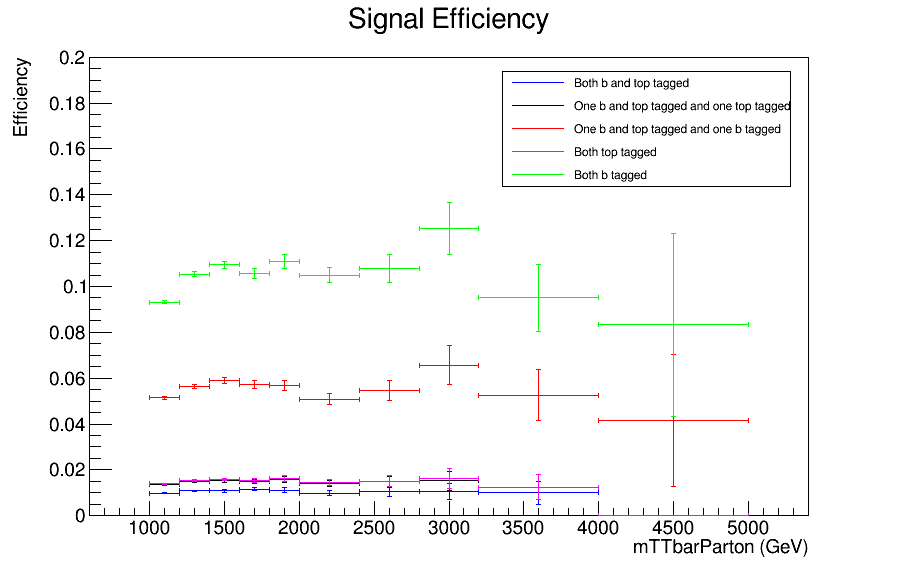 Signal Efficiency
Efficiency
0.2
0.18
0.16
0.14
0.12
0.1
0.08
0.06
0.04
0.02
0
Both b and top tagged
One b and top tagged and one top tagged
One b and top tagged and one b tagged
Both top tagged
Both b tagged
1000 1500 2000 2500 3000 3500 4000 4500 5000
mTTbarParton (GeV)